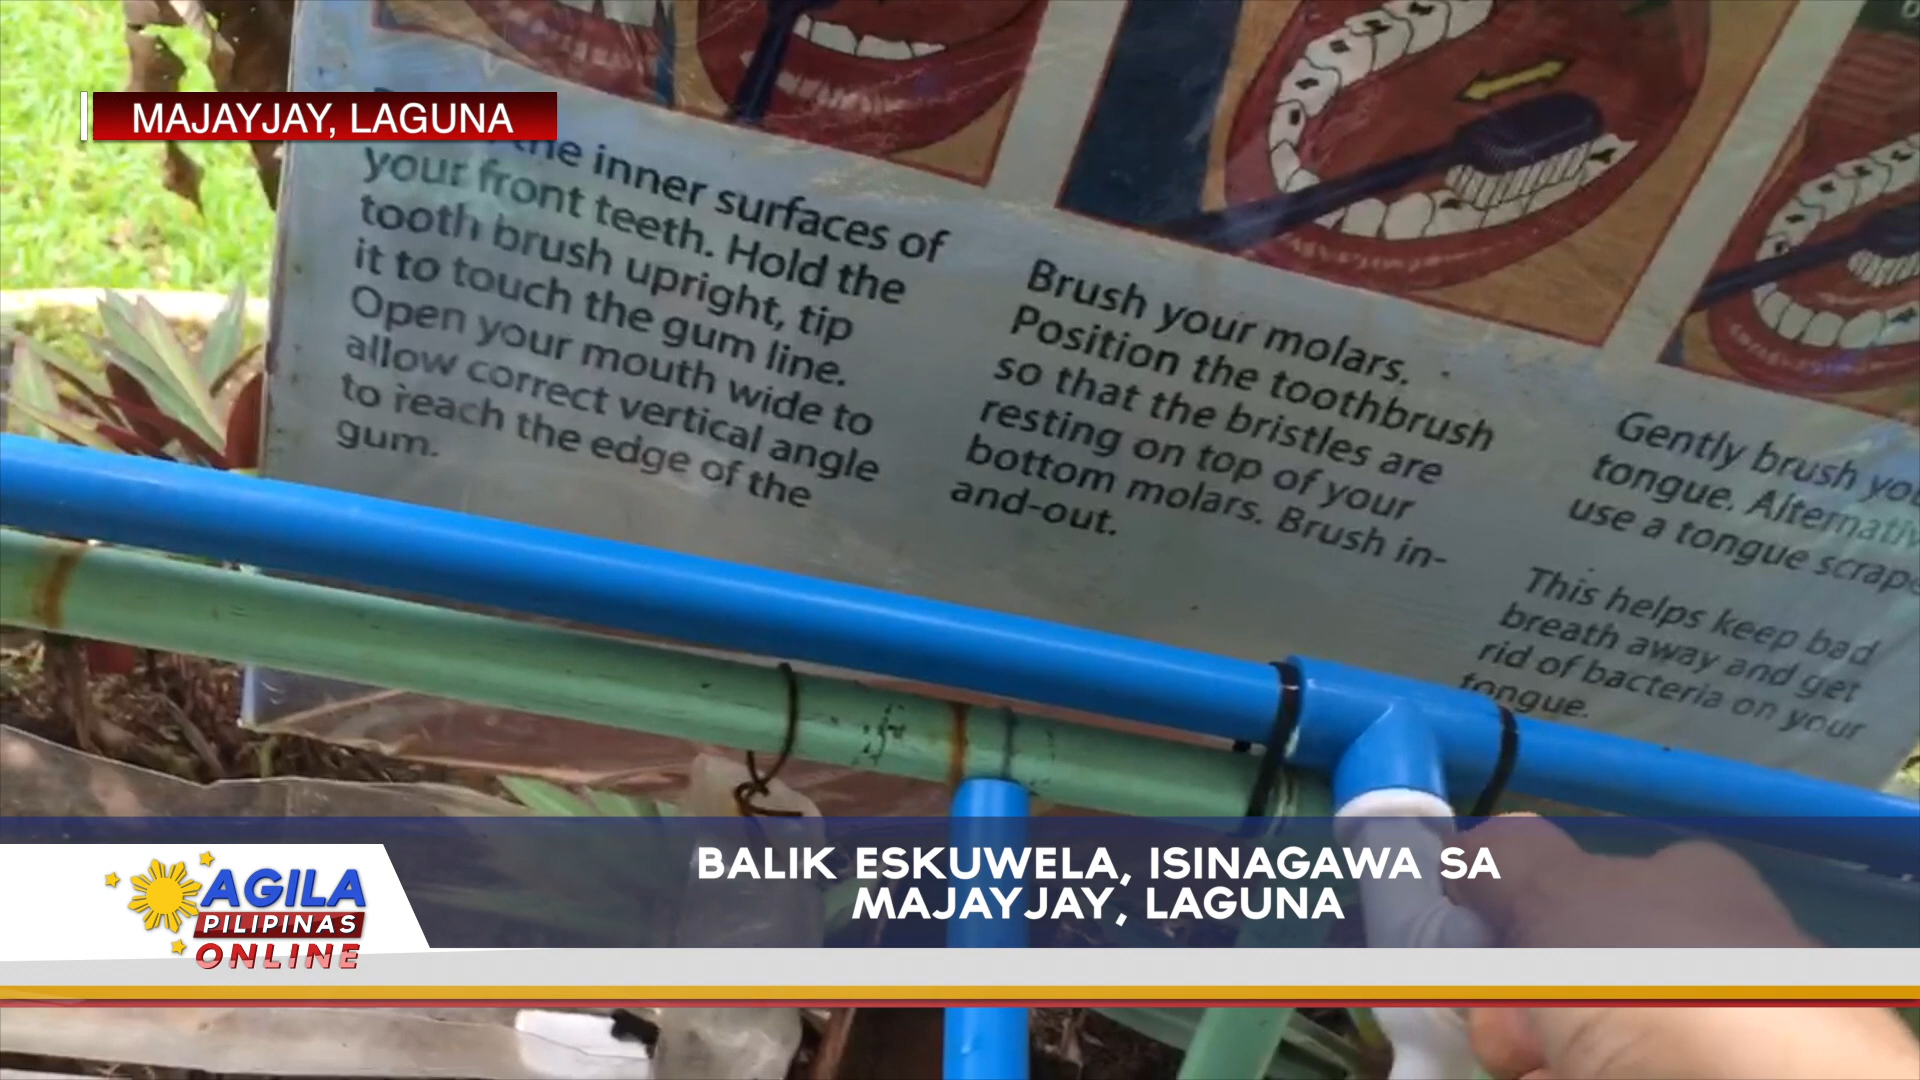 MAJAYJAY, LAGUNA
the inner surfaces of
your front teeth. Hold the
tooth brush upright, tip
it to touch the gum line.
Open your mouth wide to
allow correct vertical angle
to reach the edge of the
gum.
Brush your molars.
Position the toothbrush
so that the bristles are
resting on top of your
bottom molars. Brush in-
and-out.
Gently brush
tongue.
use a tongue
This helps keep bad
breath away and get
rid of bacteria on your
tongue.
BALIK ESKUWELA, ISINAGAWA SA
MAJAYJAY, LAGUNA
AGILA
PILIPINAS
ONLINE